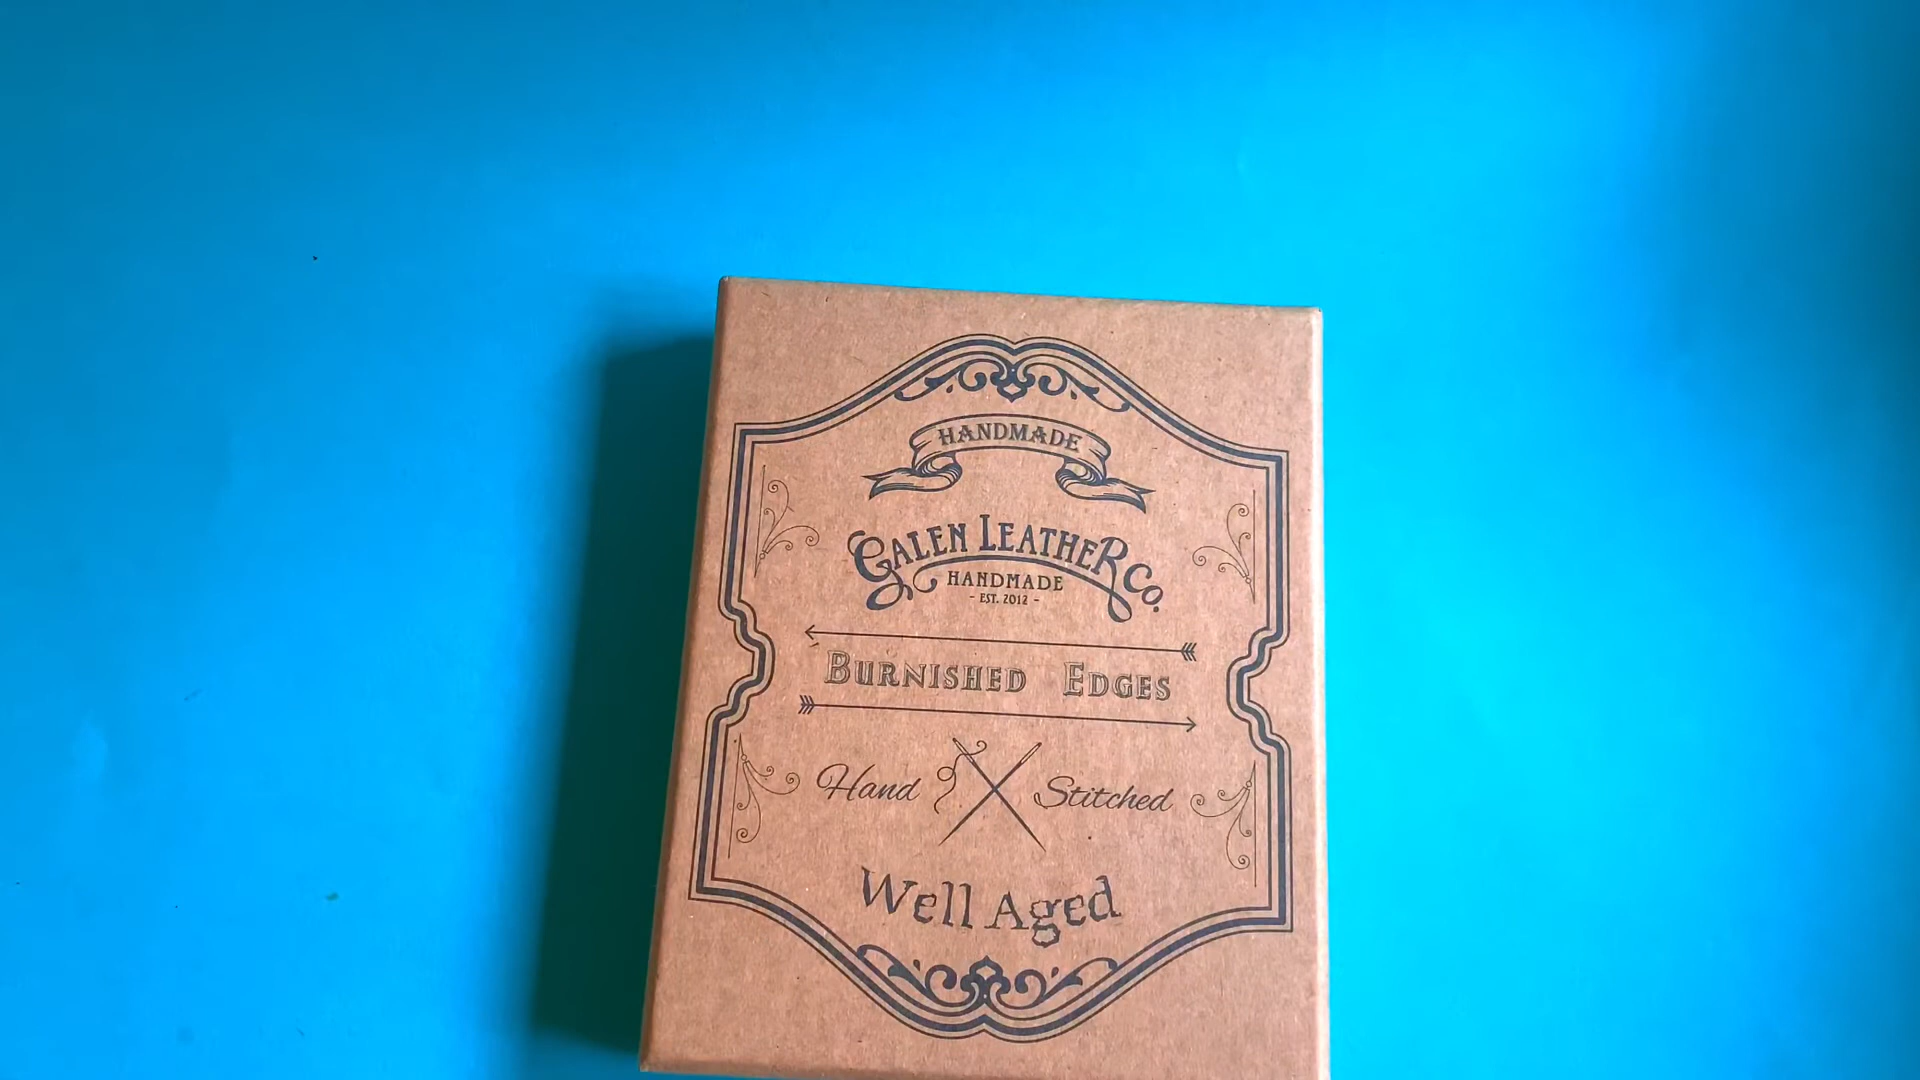 HANDMADE
GALEN LEATHER CO.
HANDMADE
- EST. 2012 -
BURNISHED EDGES
Hand Stitched
Well Aged